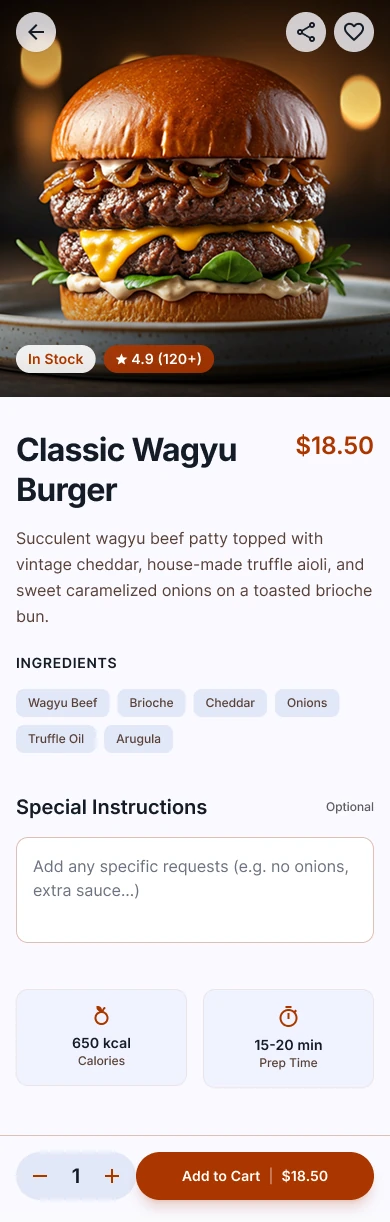 In Stock
★ 4.9 (120+)
Classic Wagyu
Burger
$18.50
Succulent wagyu beef patty topped with
vintage cheddar, house-made truffle aioli, and
sweet caramelized onions on a toasted brioche
bun.
INGREDIENTS
Wagyu Beef
Brioche
Cheddar
Onions
Truffle Oil
Arugula
Special Instructions
Optional
Add any specific requests (e.g. no onions,
extra sauce...)
650 kcal
Calories
15-20 min
Prep Time
1
Add to Cart | $18.50